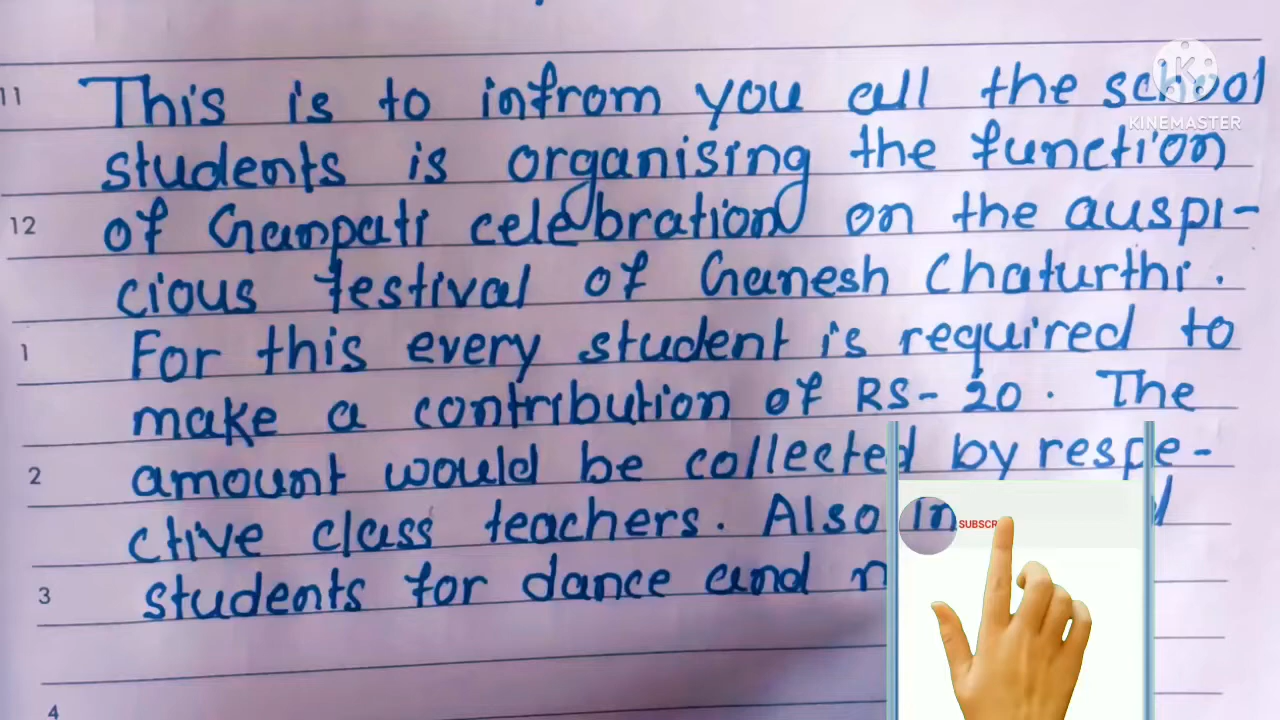 11 This is to infrom you all the school
KINEMASTER
students is organising the function
12 of Ganpati celebration on the auspi-
cious festival of Ganesh Chaturthi.
1 For this every student is required to
make a contribution of RS- 20. The
2 amount would be collected by respe-
ctive class teachers. Also In
SUBSCR
3 students for dance and
4